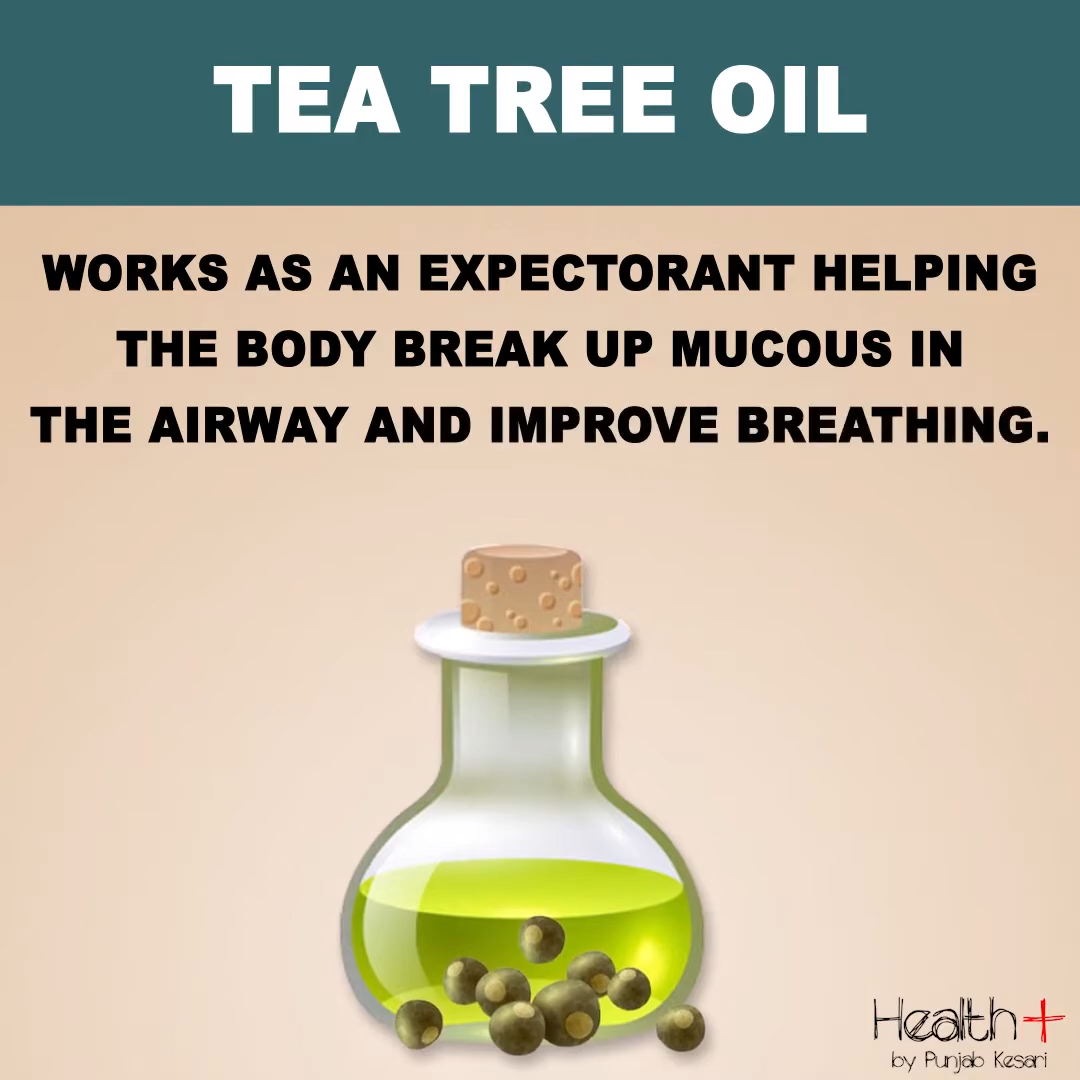 TEA TREE OIL
WORKS AS AN EXPECTORANT HELPING
THE BODY BREAK UP MUCOUS IN
THE AIRWAY AND IMPROVE BREATHING.
Health+
by Punjab Kesari